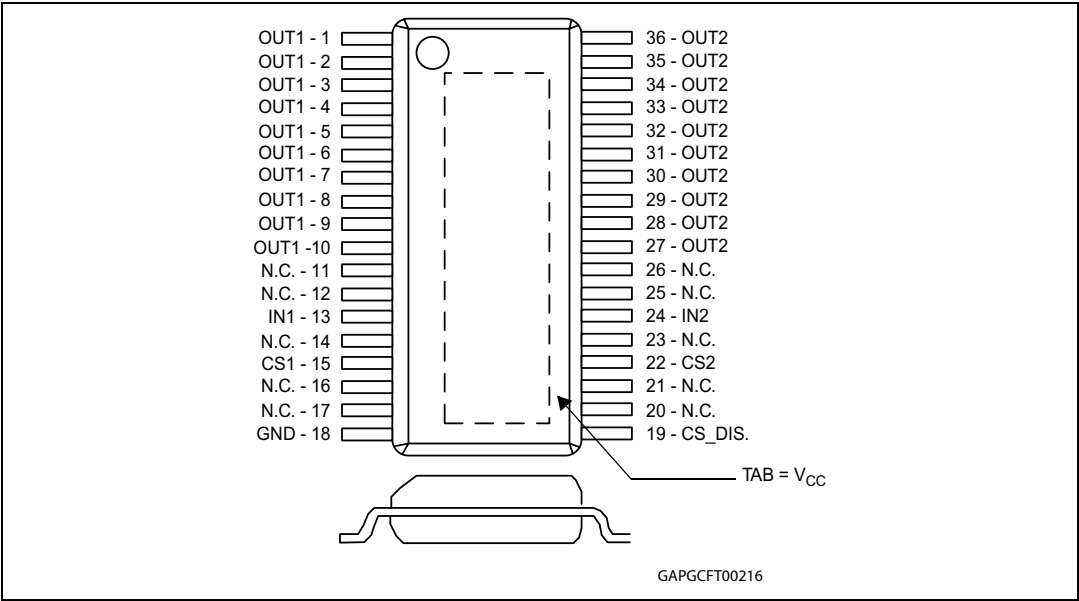 OUT1 - 1
OUT1 - 2
OUT1 - 3
OUT1 - 4
OUT1 - 5
OUT1 - 6
OUT1 - 7
OUT1 - 8
OUT1 - 9
OUT1 -10
N.C. - 11
N.C. - 12
IN1 - 13
N.C. - 14
CS1 - 15
N.C. - 16
N.C. - 17
GND - 18
36 - OUT2
35 - OUT2
34 - OUT2
33 - OUT2
32 - OUT2
31 - OUT2
30 - OUT2
29 - OUT2
28 - OUT2
27 - OUT2
26 - N.C.
25 - N.C.
24 - IN2
23 - N.C.
22 - CS2
21 - N.C.
20 - N.C.
19 - CS_DIS.
TAB = VCC
GAPGCFT00216